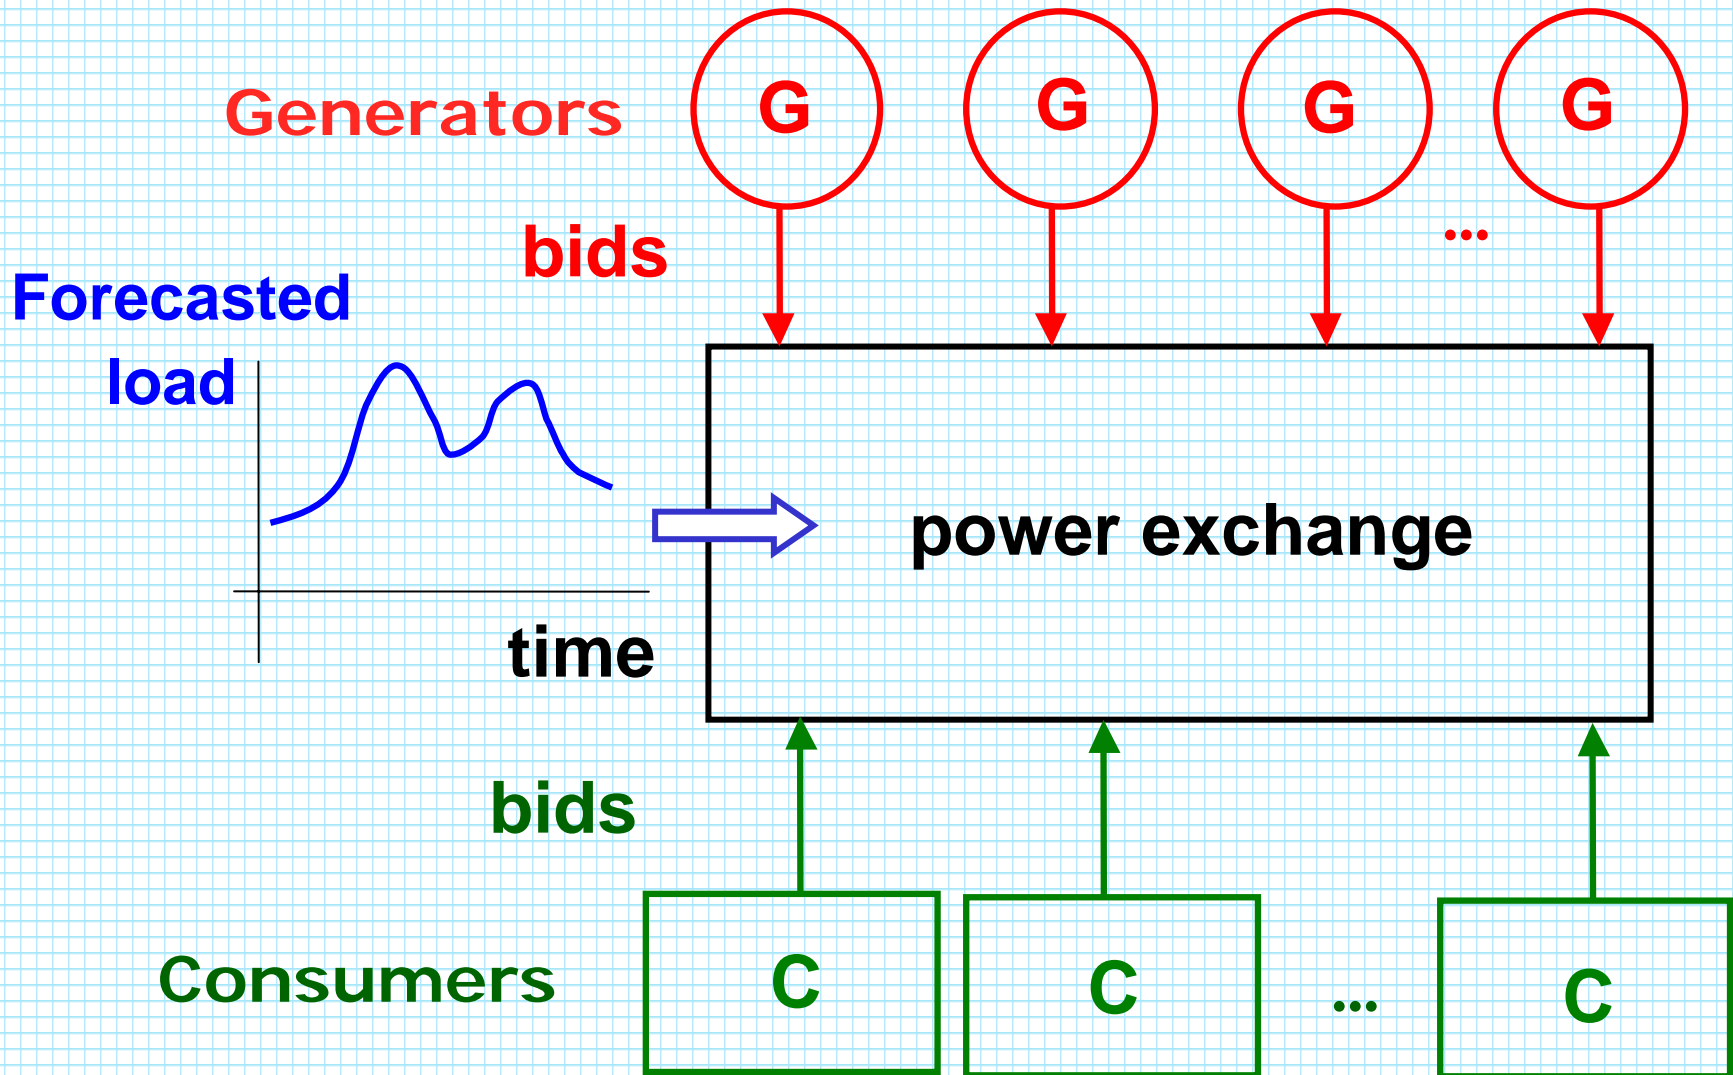 G G G G
Generators
bids
...
Forecasted
load
power exchange
time
bids
Consumers
C C ... C